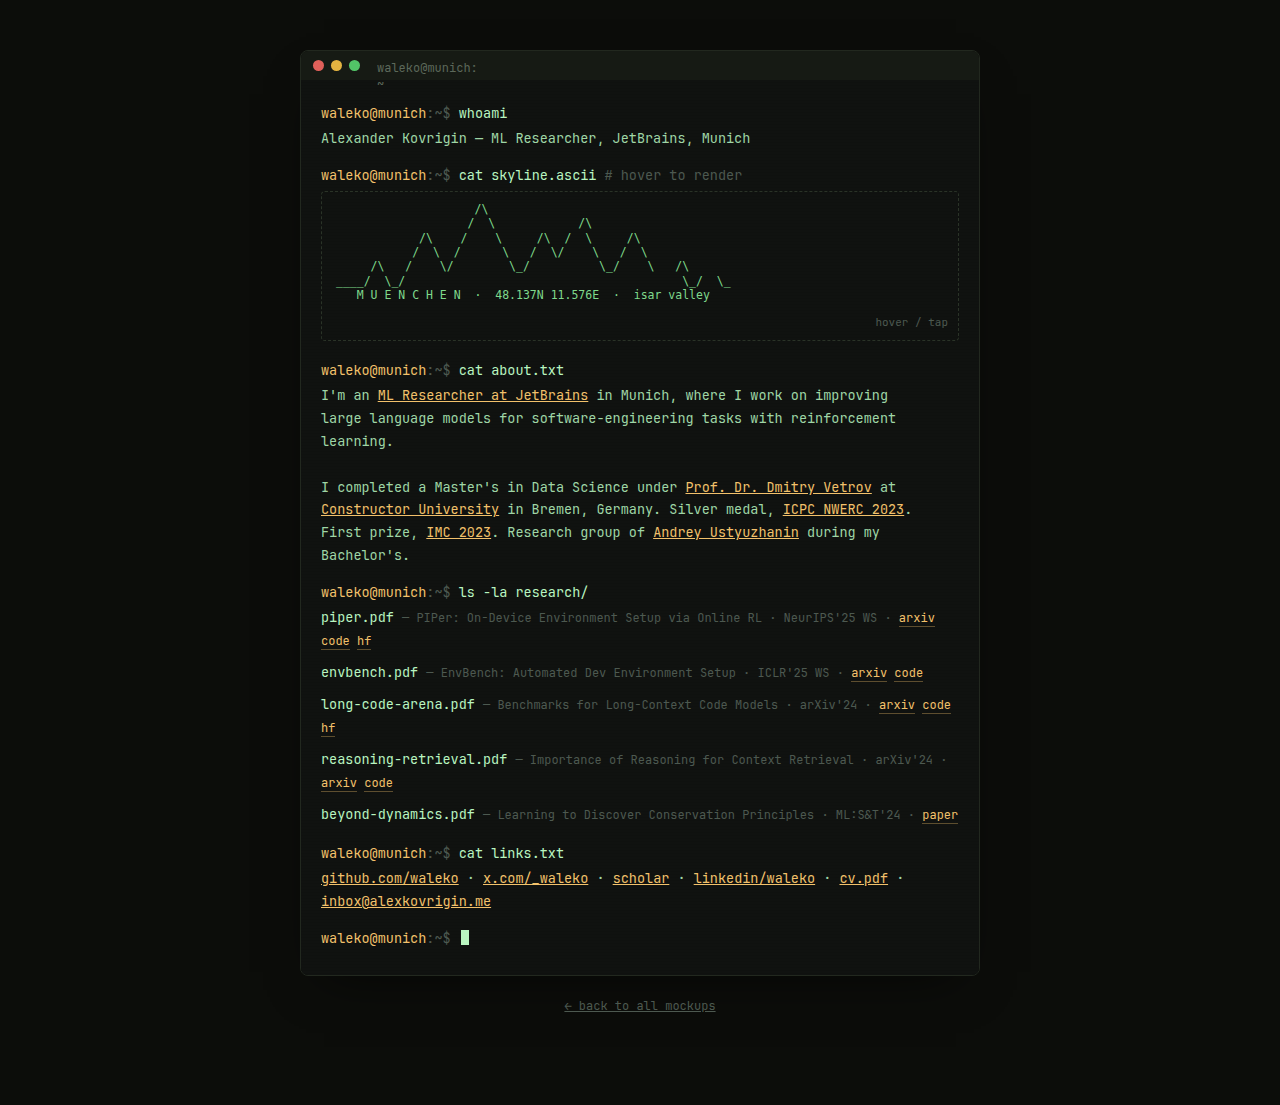 waleko@munich:
~
waleko@munich:~$ whoami
Alexander Kovrigin — ML Researcher, JetBrains, Munich
waleko@munich:~$ cat skyline.ascii # hover to render
                    /\
                   /  \            /\
            /\    /    \     /\  /  \     /\
           /  \  /      \   /  \/    \   /  \
     /\   /    \/        \_/          \_/    \   /\
____/  \_/                                        \_/  \_
   M U E N C H E N  ·  48.137N 11.576E  ·  isar valley
hover / tap
waleko@munich:~$ cat about.txt
I'm an ML Researcher at JetBrains in Munich, where I work on improving
large language models for software-engineering tasks with reinforcement
learning.
I completed a Master's in Data Science under Prof. Dr. Dmitry Vetrov at
Constructor University in Bremen, Germany. Silver medal, ICPC NWERC 2023.
First prize, IMC 2023. Research group of Andrey Ustyuzhanin during my
Bachelor's.
waleko@munich:~$ ls -la research/
piper.pdf — PIPer: On-Device Environment Setup via Online RL · NeurIPS'25 WS · arxiv
code hf
envbench.pdf — EnvBench: Automated Dev Environment Setup · ICLR'25 WS · arxiv code
long-code-arena.pdf — Benchmarks for Long-Context Code Models · arXiv'24 · arxiv code
hf
reasoning-retrieval.pdf — Importance of Reasoning for Context Retrieval · arXiv'24 ·
arxiv code
beyond-dynamics.pdf — Learning to Discover Conservation Principles · ML:S&T'24 · paper
waleko@munich:~$ cat links.txt
github.com/waleko · x.com/_waleko · scholar · linkedin/waleko · cv.pdf ·
inbox@alexkovrigin.me
waleko@munich:~$
← back to all mockups